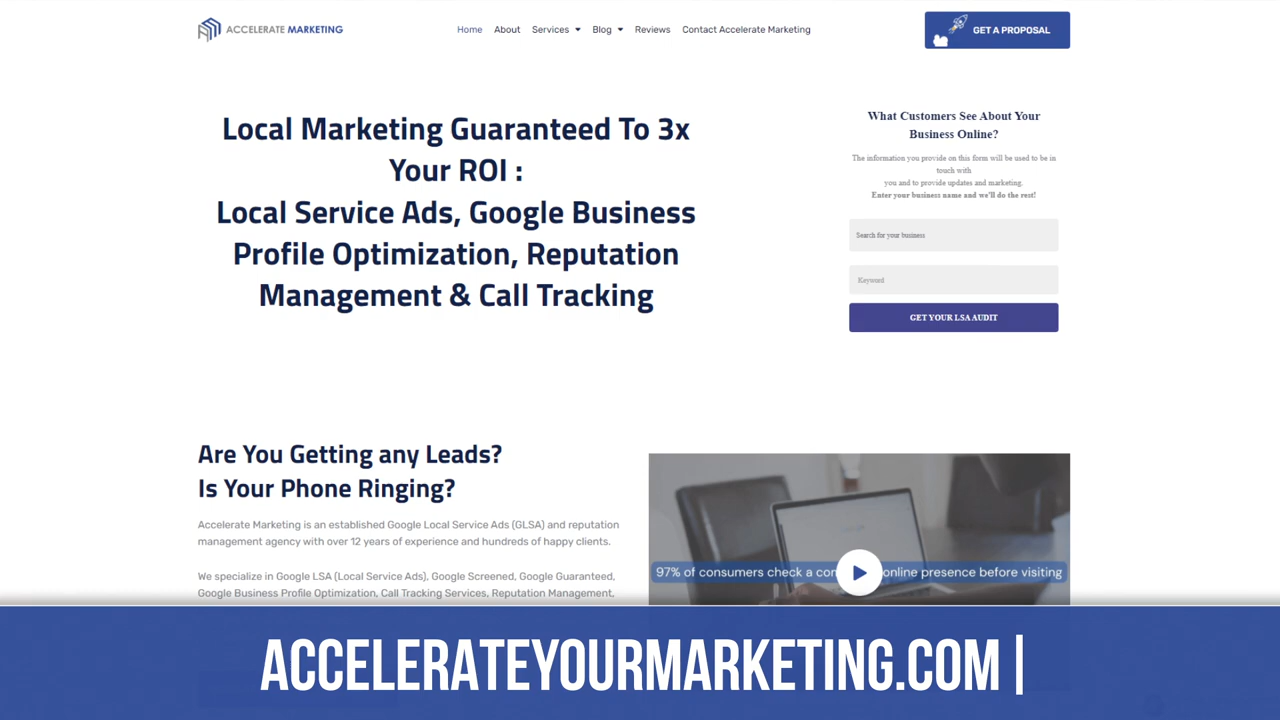 ACCELERATE MARKETING
Home About Services Blog Reviews Contact Accelerate Marketing
GET A PROPOSAL
Local Marketing Guaranteed To 3x
Your ROI :
Local Service Ads, Google Business
Profile Optimization, Reputation
Management & Call Tracking
What Customers See About Your
Business Online?
The information you provide on this form will be used to be in
touch with
you and to provide updates and marketing.
Enter your business name and we'll do the rest!
Search for your business
Keyword
GET YOUR LSA AUDIT
Are You Getting any Leads?
Is Your Phone Ringing?
Accelerate Marketing is an established Google Local Service Ads (GLSA) and reputation
management agency with over 12 years of experience and hundreds of happy clients.
We specialize in Google LSA (Local Service Ads), Google Screened, Google Guaranteed,
Google Business Profile Optimization, Call Tracking Services, Reputation Management,
97% of consumers check a con online presence before visiting
ACCELERATEYOURMARKETING.COM |